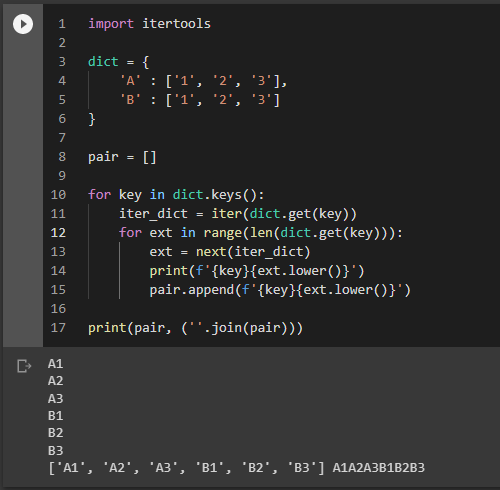 1 import itertools
2
3 dict = {
4     'A' : ['1', '2', '3'],
5     'B' : ['1', '2', '3']
6 }
7
8 pair = []
9
10 for key in dict.keys():
11     iter_dict = iter(dict.get(key))
12     for ext in range(len(dict.get(key))):
13         ext = next(iter_dict)
14         print(f'{key}{ext.lower()}')
15         pair.append(f'{key}{ext.lower()}')
16
17 print(pair, (''.join(pair)))
A1
A2
A3
B1
B2
B3
['A1', 'A2', 'A3', 'B1', 'B2', 'B3'] A1A2A3B1B2B3